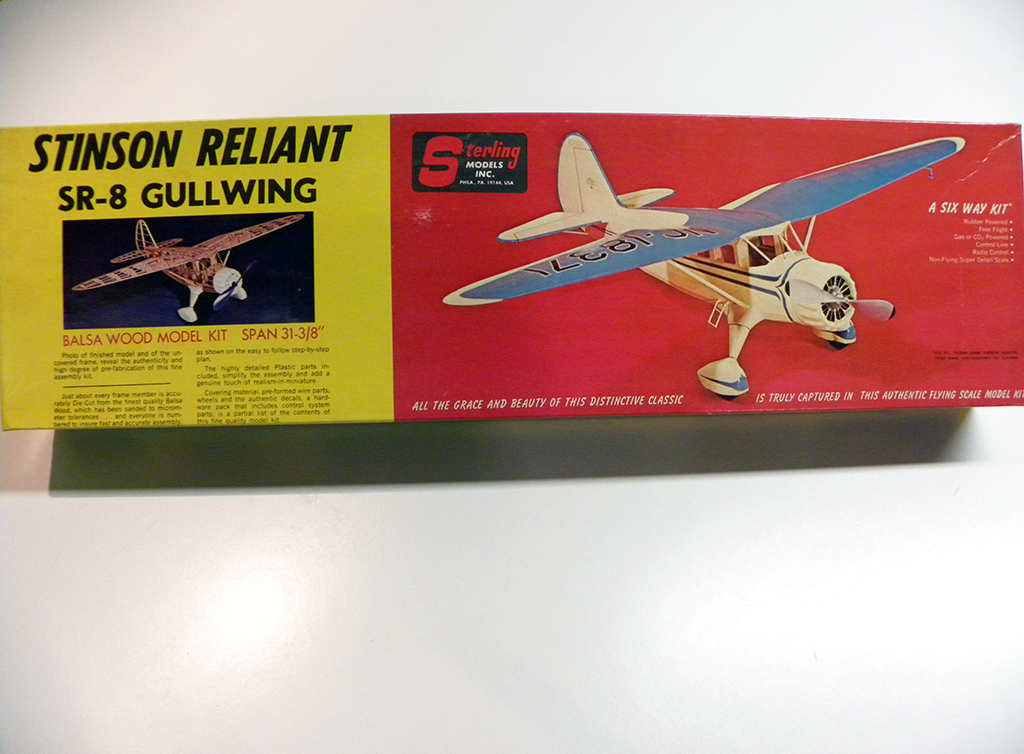 STINSON RELIANT
SR-8 GULLWING
BALSA WOOD MODEL KIT SPAN 31-3/8"
Photo of finished model and of the un-
covered frame, reveal the authenticity and
high degree of pre-fabrication of this fine
assembly kit.
Just about every frame member is accu-
rately Die Cut from the finest quality Balsa
Wood, which has been sanded to microm-
eter tolerances . . . and everyone is num-
bered to insure fast and accurate assembly,
as shown on the easy to follow step-by-step
plan.
The highly detailed Plastic parts in-
cluded, simplify the assembly and add a
genuine touch of realism-in-miniature.
Covering material, pre-formed wire parts,
wheels and the authentic decals, a hard-
ware pack that includes control system
parts; is a partial list of the contents of
this fine quality model kit.
Sterling
MODELS
INC.
PHILA., PA. 19144, USA
A SIX WAY KIT*
Rubber Powered •
Free Flight •
Gas or CO₂ Powered •
Control Line •
Radio Control •
Non-Flying Super Detail Scale •
ALL THE GRACE AND BEAUTY OF THIS DISTINCTIVE CLASSIC IS TRULY CAPTURED IN THIS AUTHENTIC FLYING SCALE MODEL KIT